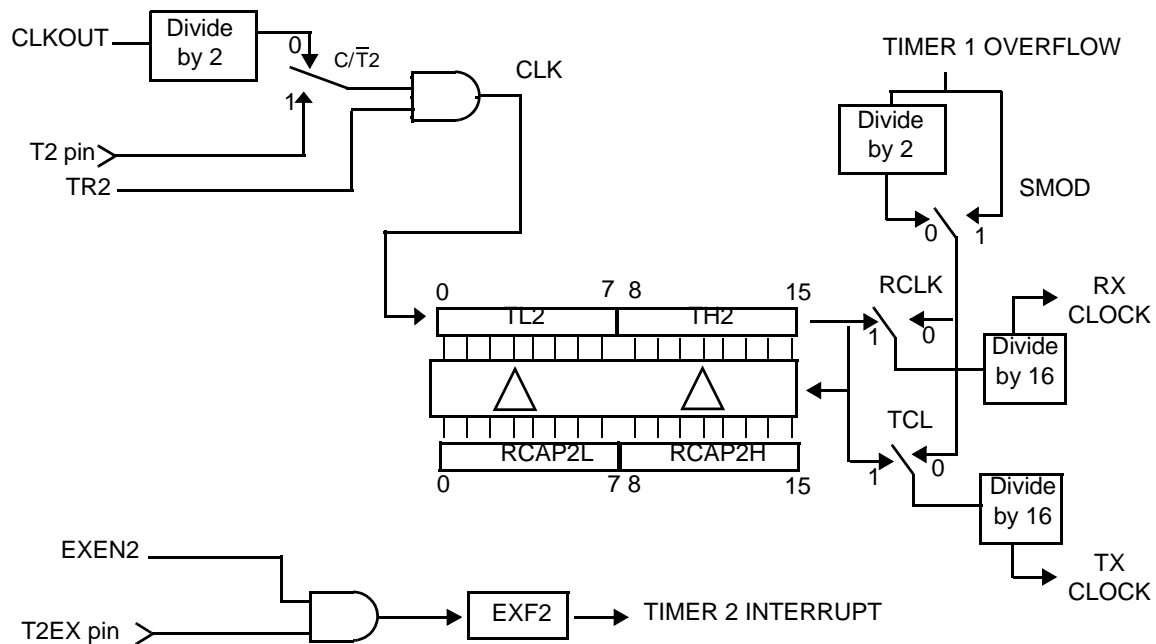 CLKOUT
Divide
by 2
0
C/T̅2
1
CLK
T2 pin
TR2
TIMER 1 OVERFLOW
Divide
by 2
SMOD
0
1
0
7
8
15
TL2
TH2
RCLK
1
0
RX
CLOCK
Divide
by 16
TCL
RCAP2L
RCAP2H
0
7
8
15
1
0
Divide
by 16
TX
CLOCK
EXEN2
T2EX pin
EXF2
TIMER 2 INTERRUPT